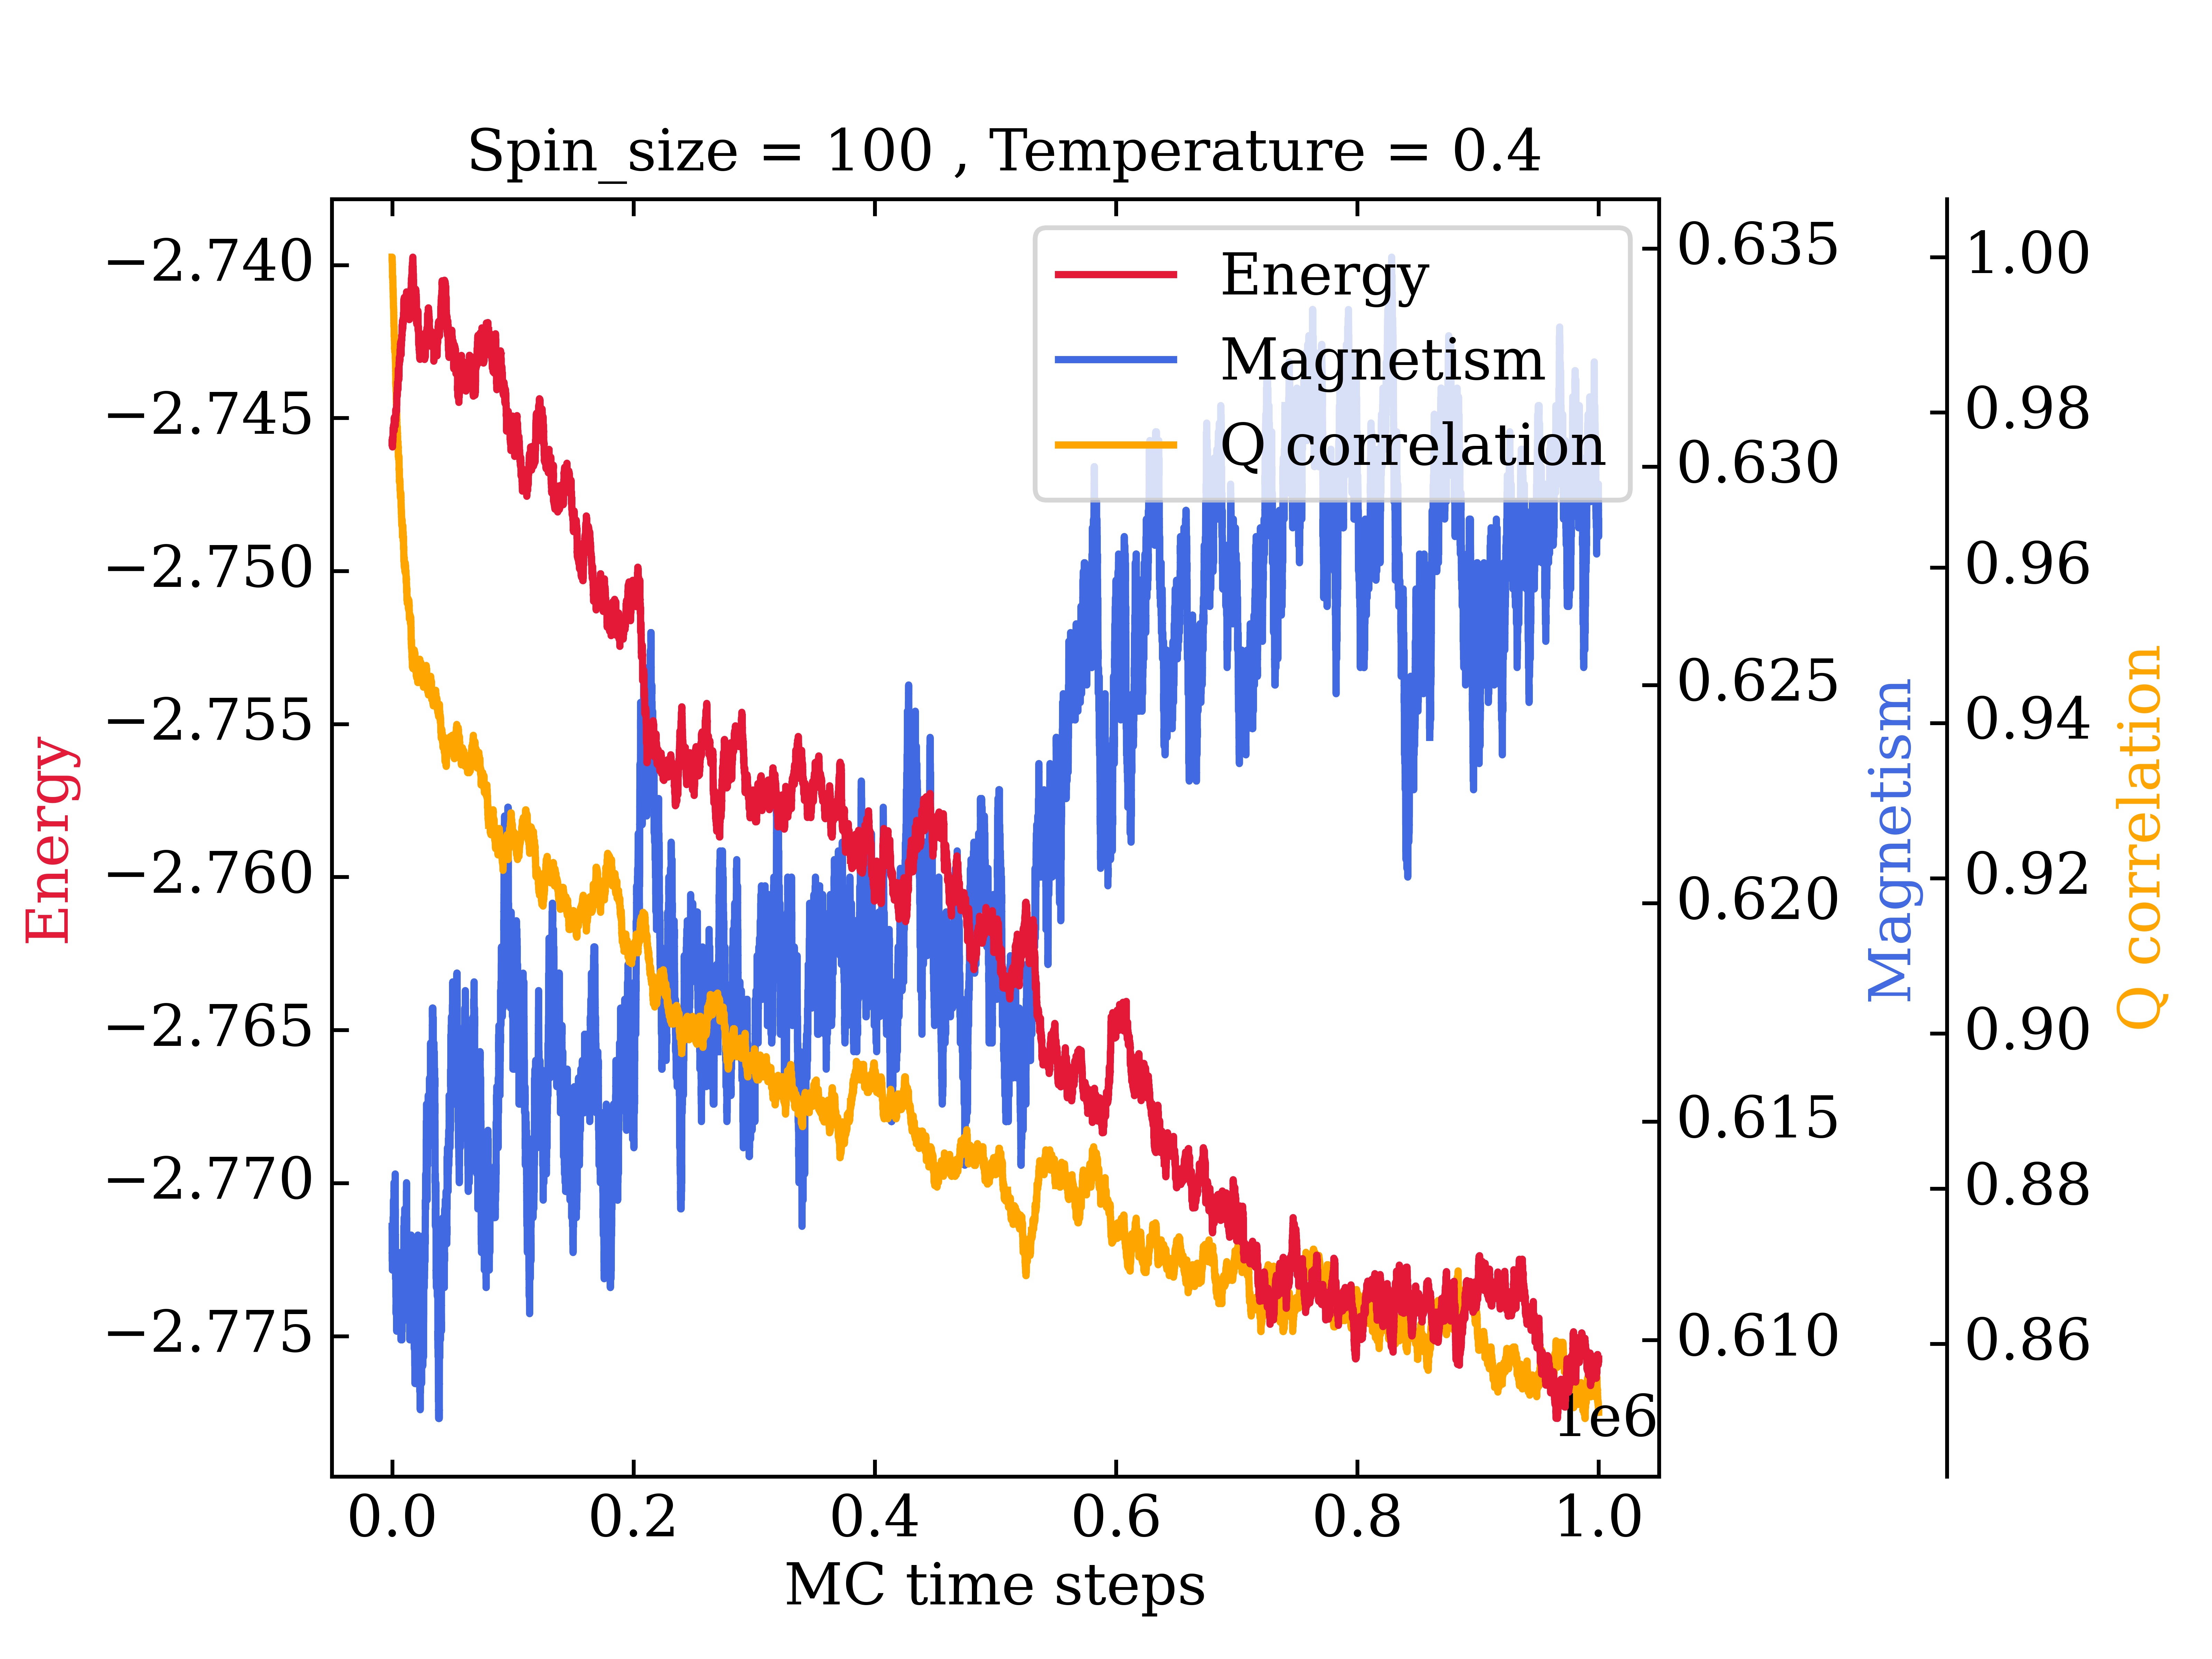 Spin_size = 100 , Temperature = 0.4
Energy
Magnetism
Q correlation
−2.740
−2.745
−2.750
−2.755
−2.760
−2.765
−2.770
−2.775
Energy
0.635
0.630
0.625
0.620
0.615
0.610
Magnetism
1.00
0.98
0.96
0.94
0.92
0.90
0.88
0.86
Q correlation
1e6
0.0 0.2 0.4 0.6 0.8 1.0
MC time steps